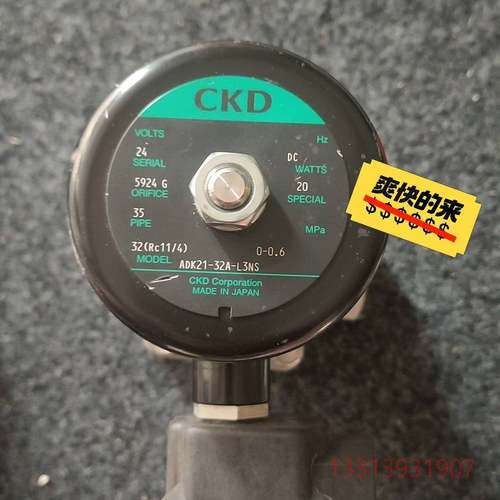 CKD
VOLTS
Hz
24
DC
SERIAL
WATTS
5924 G
20
ORIFICE
SPECIAL
35
PIPE
MPa
32(Rc11/4)
0-0.6
MODEL ADK21-32A-L3NS
CKD Corporation
MADE IN JAPAN
爽快的来
$$$$$$
13313931907